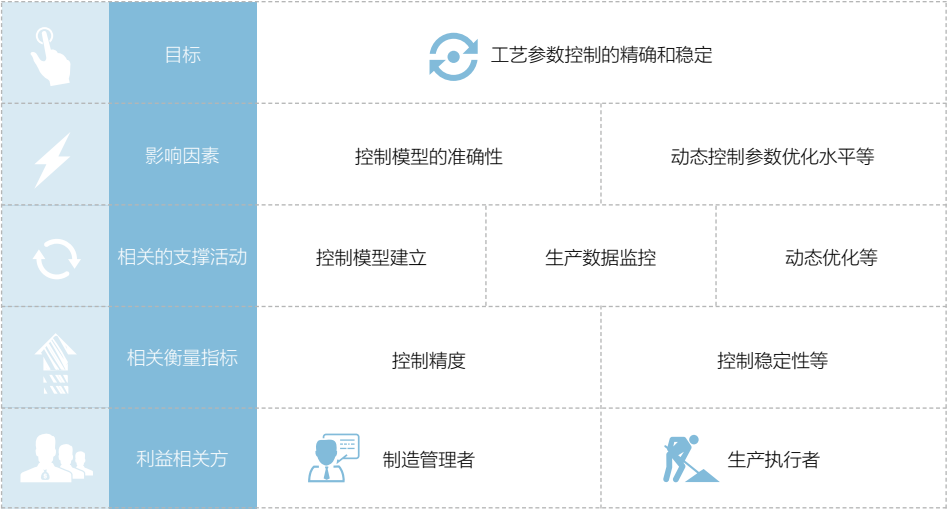 目标
工艺参数控制的精确和稳定
影响因素
控制模型的准确性
动态控制参数优化水平等
相关的支撑活动
控制模型建立
生产数据监控
动态优化等
相关衡量指标
控制精度
控制稳定性等
利益相关方
制造管理者
生产执行者